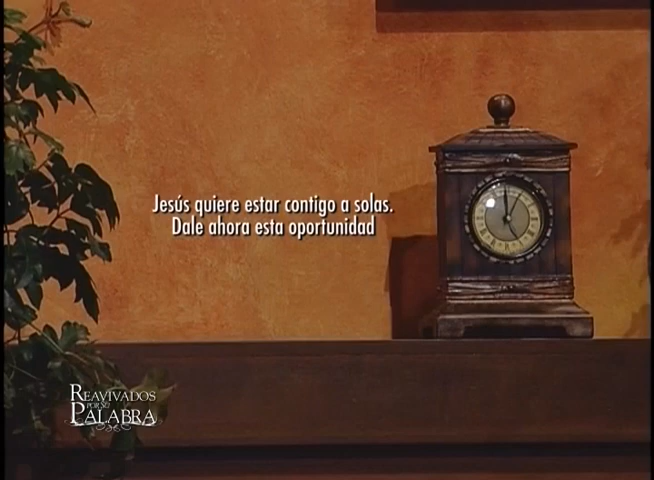 Jesús quiere estar contigo a solas.
Dale ahora esta oportunidad
REAVIVADOS
POR SU
PALABRA